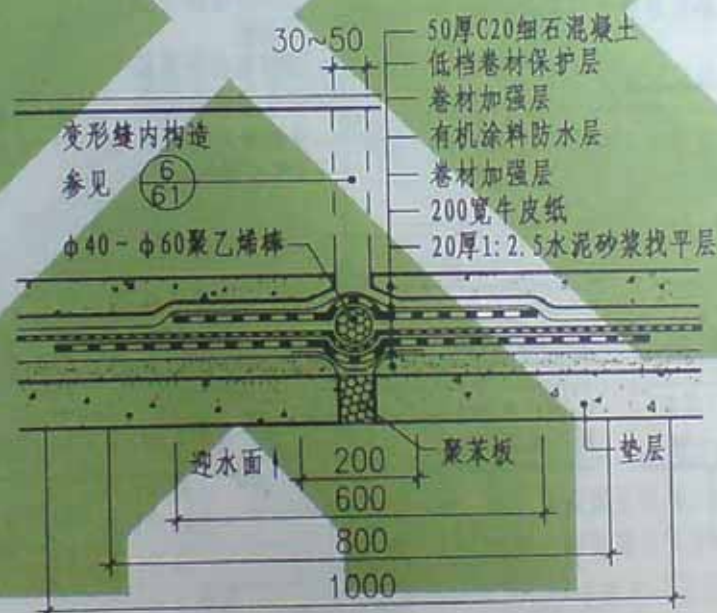 30~50
50厚C20细石混凝土
低档卷材保护层
卷材加强层
有机涂料防水层
卷材加强层
200宽牛皮纸
20厚1:2.5水泥砂浆找平层
变形缝内构造
参见 6/61
ф40~ф60聚乙烯棒
迎水面
聚苯板
垫层
200
600
800
1000